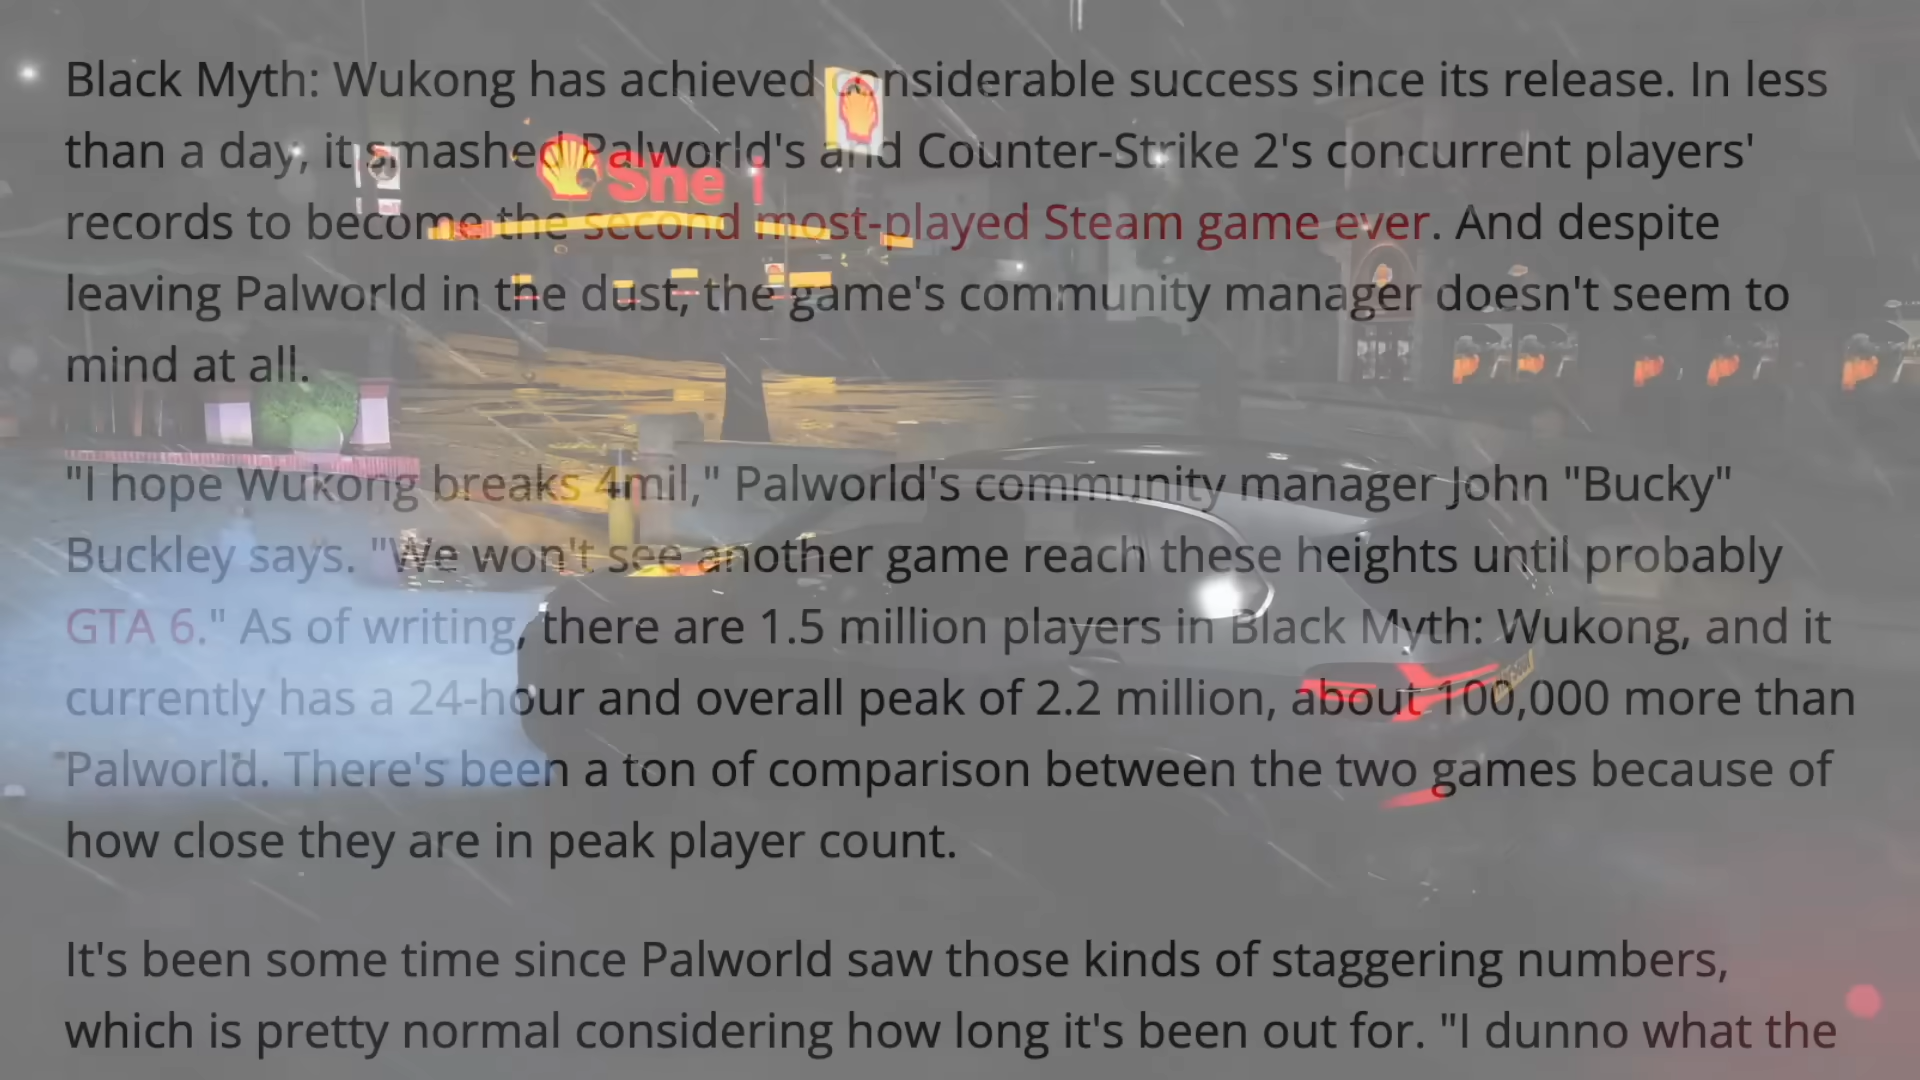 Black Myth: Wukong has achieved considerable success since its release. In less
than a day, it smashed Palworld's and Counter-Strike 2's concurrent players'
records to become the second most-played Steam game ever. And despite
leaving Palworld in the dust, the game's community manager doesn't seem to
mind at all.
"I hope Wukong breaks 4mil," Palworld's community manager John "Bucky"
Buckley says. "We won't see another game reach these heights until probably
GTA 6." As of writing, there are 1.5 million players in Black Myth: Wukong, and it
currently has a 24-hour and overall peak of 2.2 million, about 100,000 more than
Palworld. There's been a ton of comparison between the two games because of
how close they are in peak player count.
It's been some time since Palworld saw those kinds of staggering numbers,
which is pretty normal considering how long it's been out for. "I dunno what the
She